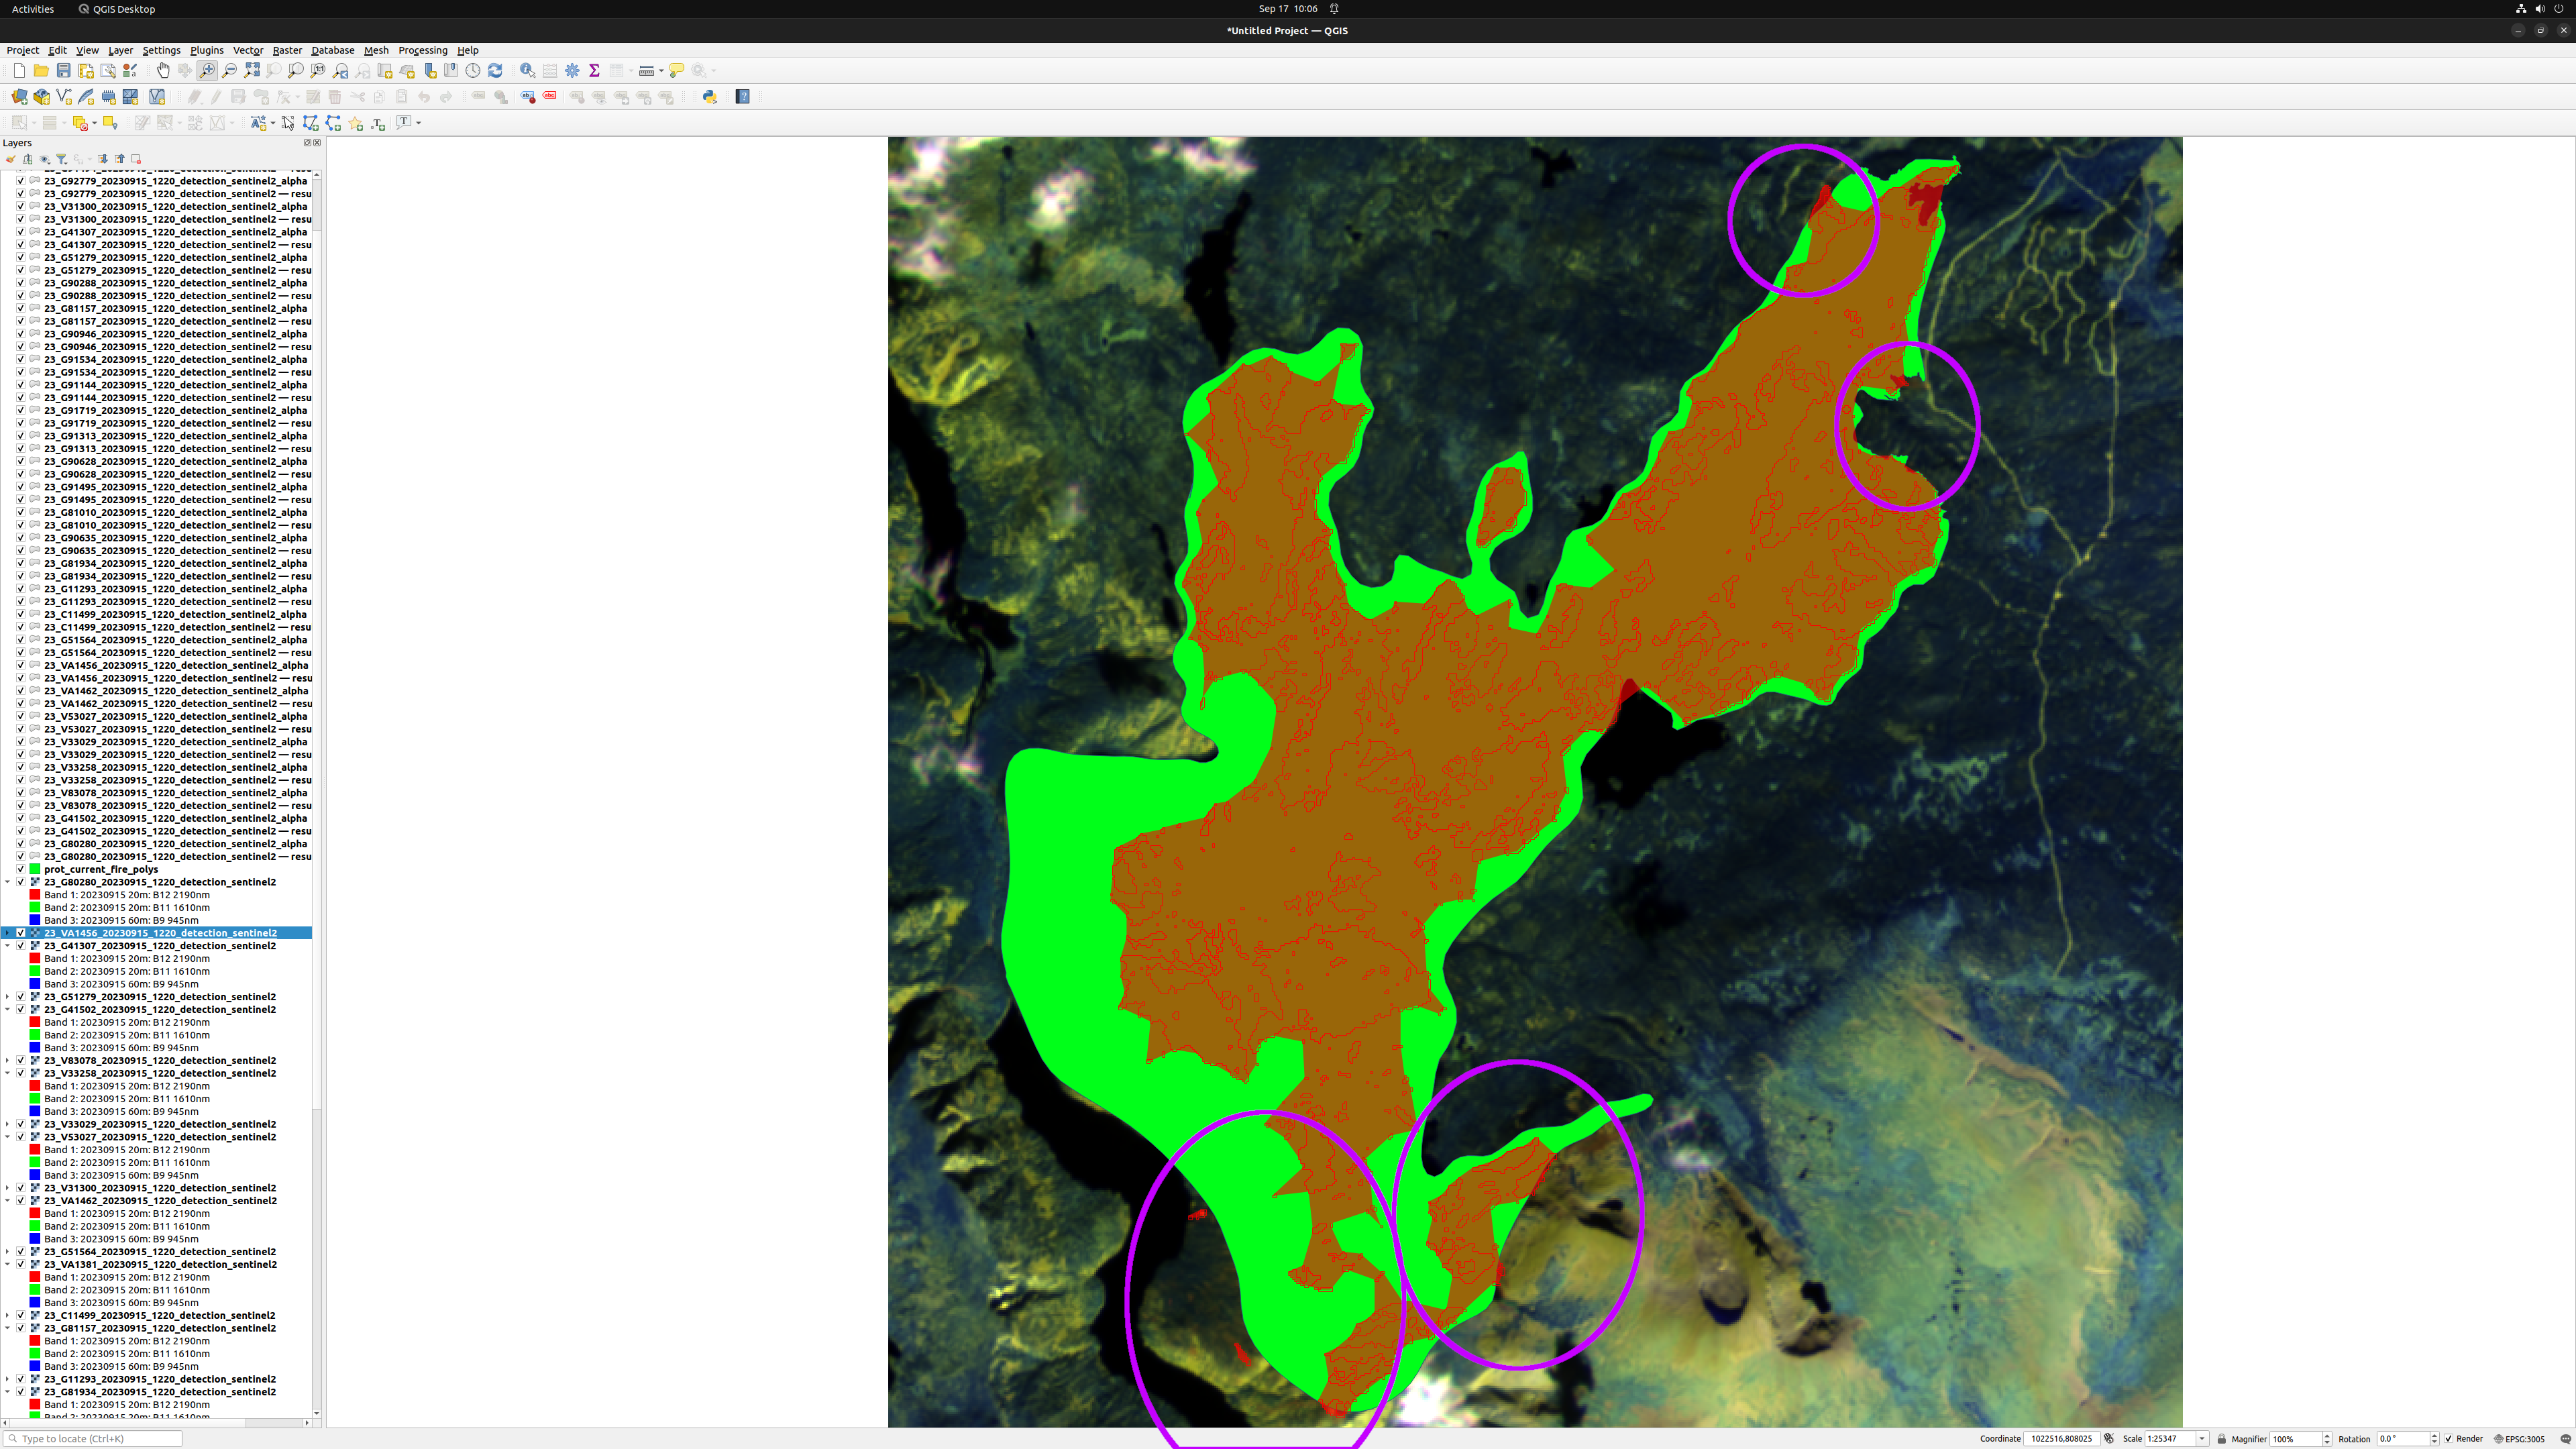 Activities QGIS Desktop Sep 17 10:06
*Untitled Project — QGIS
Project Edit View Layer Settings Plugins Vector Raster Database Mesh Processing Help
Layers
23_G92779_20230915_1220_detection_sentinel2_alpha
23_G92779_20230915_1220_detection_sentinel2 — resu
23_V31300_20230915_1220_detection_sentinel2_alpha
23_V31300_20230915_1220_detection_sentinel2 — resu
23_G41307_20230915_1220_detection_sentinel2_alpha
23_G41307_20230915_1220_detection_sentinel2 — resu
23_G51279_20230915_1220_detection_sentinel2_alpha
23_G51279_20230915_1220_detection_sentinel2 — resu
23_G90288_20230915_1220_detection_sentinel2_alpha
23_G90288_20230915_1220_detection_sentinel2 — resu
23_G81157_20230915_1220_detection_sentinel2_alpha
23_G81157_20230915_1220_detection_sentinel2 — resu
23_G90946_20230915_1220_detection_sentinel2_alpha
23_G90946_20230915_1220_detection_sentinel2 — resu
23_G91534_20230915_1220_detection_sentinel2_alpha
23_G91534_20230915_1220_detection_sentinel2 — resu
23_G91144_20230915_1220_detection_sentinel2_alpha
23_G91144_20230915_1220_detection_sentinel2 — resu
23_G91719_20230915_1220_detection_sentinel2_alpha
23_G91719_20230915_1220_detection_sentinel2 — resu
23_G91313_20230915_1220_detection_sentinel2_alpha
23_G91313_20230915_1220_detection_sentinel2 — resu
23_G90628_20230915_1220_detection_sentinel2_alpha
23_G90628_20230915_1220_detection_sentinel2 — resu
23_G91495_20230915_1220_detection_sentinel2_alpha
23_G91495_20230915_1220_detection_sentinel2 — resu
23_G81010_20230915_1220_detection_sentinel2_alpha
23_G81010_20230915_1220_detection_sentinel2 — resu
23_G90635_20230915_1220_detection_sentinel2_alpha
23_G90635_20230915_1220_detection_sentinel2 — resu
23_G81934_20230915_1220_detection_sentinel2_alpha
23_G81934_20230915_1220_detection_sentinel2 — resu
23_G11293_20230915_1220_detection_sentinel2_alpha
23_G11293_20230915_1220_detection_sentinel2 — resu
23_C11499_20230915_1220_detection_sentinel2_alpha
23_C11499_20230915_1220_detection_sentinel2 — resu
23_G51564_20230915_1220_detection_sentinel2_alpha
23_G51564_20230915_1220_detection_sentinel2 — resu
23_VA1456_20230915_1220_detection_sentinel2_alpha
23_VA1456_20230915_1220_detection_sentinel2 — resu
23_VA1462_20230915_1220_detection_sentinel2_alpha
23_VA1462_20230915_1220_detection_sentinel2 — resu
23_V53027_20230915_1220_detection_sentinel2_alpha
23_V53027_20230915_1220_detection_sentinel2 — resu
23_V33029_20230915_1220_detection_sentinel2_alpha
23_V33029_20230915_1220_detection_sentinel2 — resu
23_V33258_20230915_1220_detection_sentinel2_alpha
23_V33258_20230915_1220_detection_sentinel2 — resu
23_V83078_20230915_1220_detection_sentinel2_alpha
23_V83078_20230915_1220_detection_sentinel2 — resu
23_G41502_20230915_1220_detection_sentinel2_alpha
23_G41502_20230915_1220_detection_sentinel2 — resu
23_G80280_20230915_1220_detection_sentinel2_alpha
23_G80280_20230915_1220_detection_sentinel2 — resu
prot_current_fire_polys
23_G80280_20230915_1220_detection_sentinel2
Band 1: 20230915 20m: B12 2190nm
Band 2: 20230915 20m: B11 1610nm
Band 3: 20230915 60m: B9 945nm
23_VA1456_20230915_1220_detection_sentinel2
23_G41307_20230915_1220_detection_sentinel2
Band 1: 20230915 20m: B12 2190nm
Band 2: 20230915 20m: B11 1610nm
Band 3: 20230915 60m: B9 945nm
23_G51279_20230915_1220_detection_sentinel2
23_G41502_20230915_1220_detection_sentinel2
Band 1: 20230915 20m: B12 2190nm
Band 2: 20230915 20m: B11 1610nm
Band 3: 20230915 60m: B9 945nm
23_V83078_20230915_1220_detection_sentinel2
23_V33258_20230915_1220_detection_sentinel2
Band 1: 20230915 20m: B12 2190nm
Band 2: 20230915 20m: B11 1610nm
Band 3: 20230915 60m: B9 945nm
23_V33029_20230915_1220_detection_sentinel2
23_V53027_20230915_1220_detection_sentinel2
Band 1: 20230915 20m: B12 2190nm
Band 2: 20230915 20m: B11 1610nm
Band 3: 20230915 60m: B9 945nm
23_V31300_20230915_1220_detection_sentinel2
23_VA1462_20230915_1220_detection_sentinel2
Band 1: 20230915 20m: B12 2190nm
Band 2: 20230915 20m: B11 1610nm
Band 3: 20230915 60m: B9 945nm
23_G51564_20230915_1220_detection_sentinel2
23_VA1381_20230915_1220_detection_sentinel2
Band 1: 20230915 20m: B12 2190nm
Band 2: 20230915 20m: B11 1610nm
Band 3: 20230915 60m: B9 945nm
23_C11499_20230915_1220_detection_sentinel2
23_G81157_20230915_1220_detection_sentinel2
Band 1: 20230915 20m: B12 2190nm
Band 2: 20230915 20m: B11 1610nm
Band 3: 20230915 60m: B9 945nm
23_G11293_20230915_1220_detection_sentinel2
23_G81934_20230915_1220_detection_sentinel2
Band 1: 20230915 20m: B12 2190nm
Band 2: 20230915 20m: B11 1610nm
Type to locate (Ctrl+K) Coordinate 1022516,808025 Scale 1:25347 Magnifier 100% Rotation 0.0 ° Render EPSG:3005